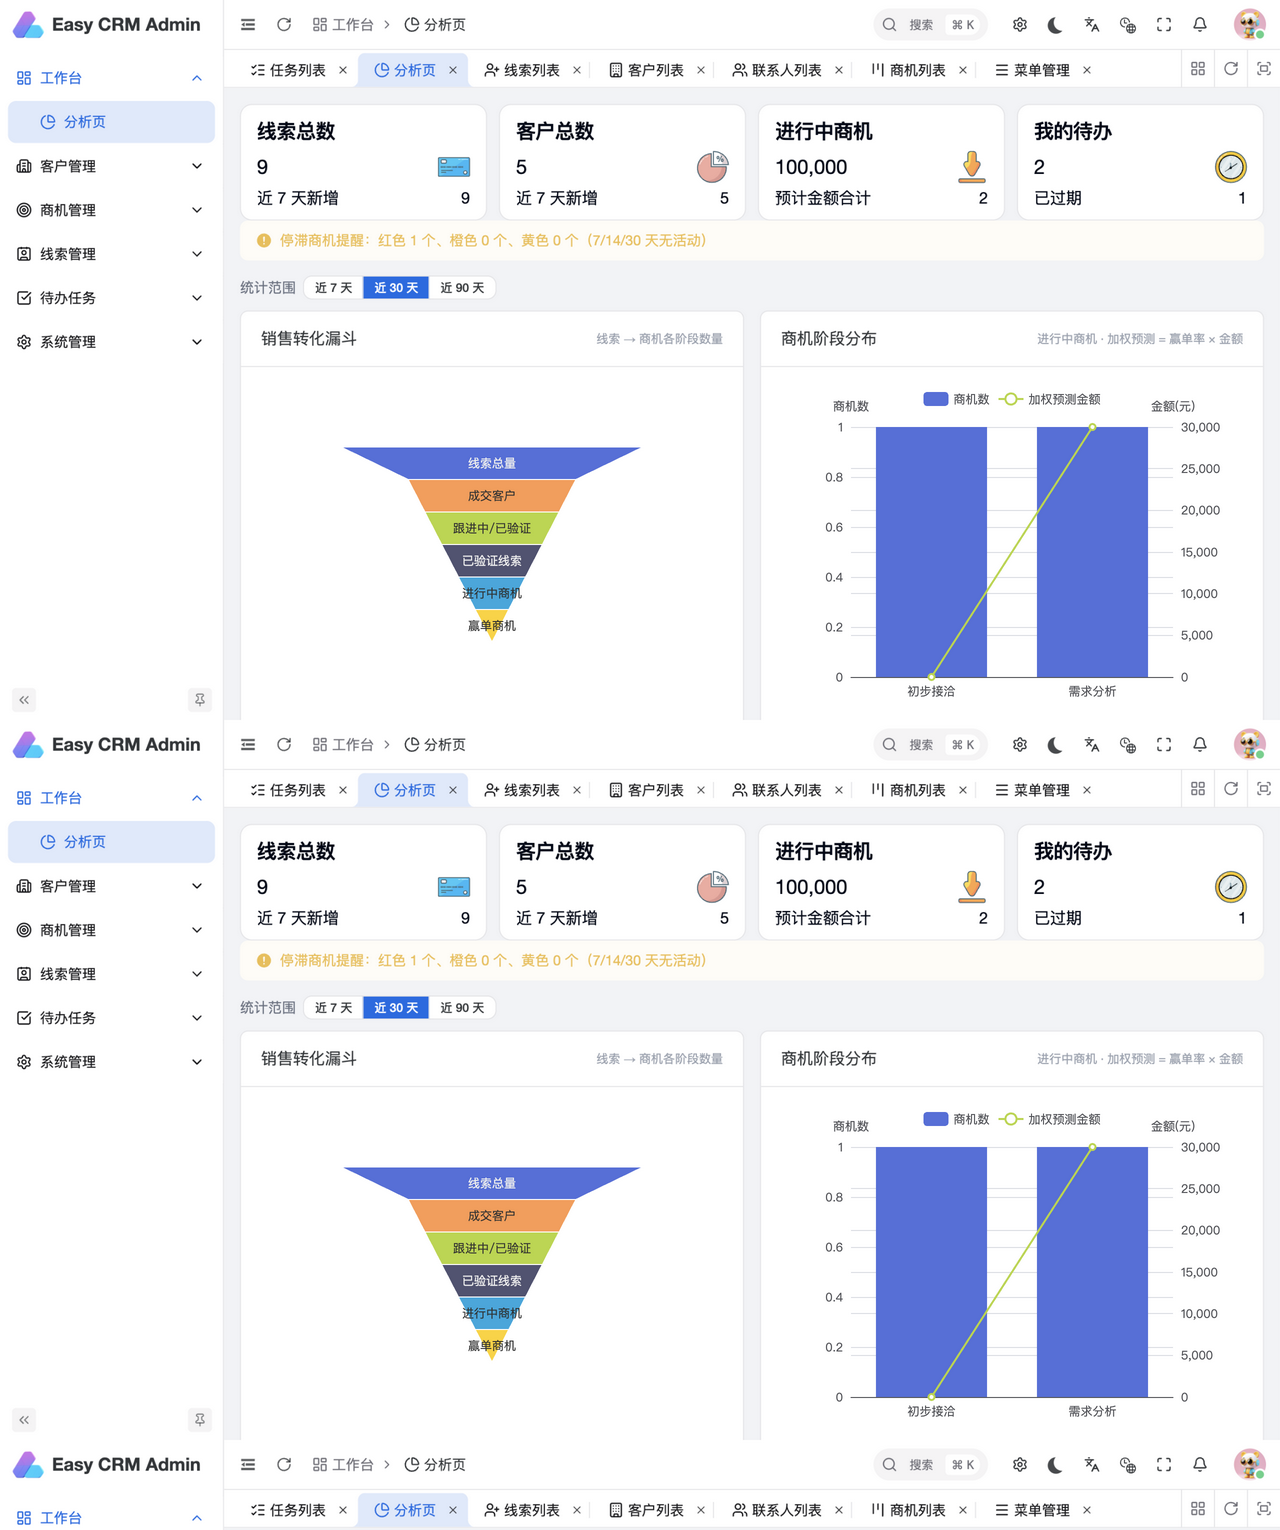 Easy CRM Admin
工作台 > 分析页
搜索 ⌘ K
工作台
分析页
客户管理
商机管理
线索管理
待办任务
系统管理
任务列表 × 分析页 × 线索列表 × 客户列表 × 联系人列表 × 商机列表 × 菜单管理 ×
线索总数
9
近 7 天新增 9
客户总数
%
5
近 7 天新增 5
进行中商机
100,000
预计金额合计 2
我的待办
2
已过期 1
停滞商机提醒：红色 1 个、橙色 0 个、黄色 0 个（7/14/30 天无活动）
统计范围 近 7 天 近 30 天 近 90 天
销售转化漏斗 线索 → 商机各阶段数量
线索总量
成交客户
跟进中/已验证
已验证线索
进行中商机
赢单商机
商机阶段分布 进行中商机 · 加权预测 = 赢单率 × 金额
商机数 加权预测金额
商机数 金额(元)
1 30,000
25,000
0.8
20,000
0.6
15,000
0.4 10,000
0.2 5,000
0 0
初步接洽 需求分析
Easy CRM Admin
工作台 > 分析页
搜索 ⌘ K
工作台
分析页
客户管理
商机管理
线索管理
待办任务
系统管理
任务列表 × 分析页 × 线索列表 × 客户列表 × 联系人列表 × 商机列表 × 菜单管理 ×
线索总数
9
近 7 天新增 9
客户总数
%
5
近 7 天新增 5
进行中商机
100,000
预计金额合计 2
我的待办
2
已过期 1
停滞商机提醒：红色 1 个、橙色 0 个、黄色 0 个（7/14/30 天无活动）
统计范围 近 7 天 近 30 天 近 90 天
销售转化漏斗 线索 → 商机各阶段数量
线索总量
成交客户
跟进中/已验证
已验证线索
进行中商机
赢单商机
商机阶段分布 进行中商机 · 加权预测 = 赢单率 × 金额
商机数 加权预测金额
商机数 金额(元)
1 30,000
25,000
0.8
20,000
0.6
15,000
0.4 10,000
0.2 5,000
0 0
初步接洽 需求分析
Easy CRM Admin
工作台 > 分析页
搜索 ⌘ K
工作台
任务列表 × 分析页 × 线索列表 × 客户列表 × 联系人列表 × 商机列表 × 菜单管理 ×